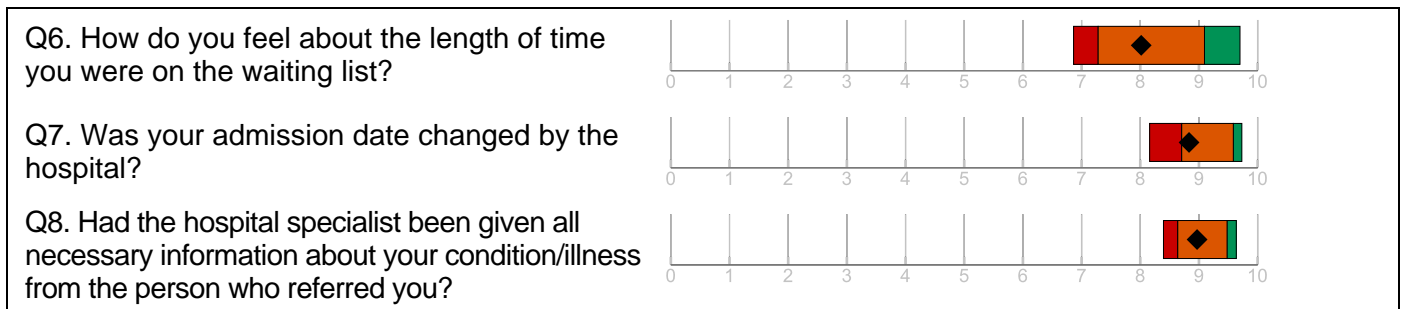 Q6. How do you feel about the length of time
you were on the waiting list?
0 1 2 3 4 5 6 7 8 9 10
Q7. Was your admission date changed by the
hospital?
0 1 2 3 4 5 6 7 8 9 10
Q8. Had the hospital specialist been given all
necessary information about your condition/illness
from the person who referred you?
0 1 2 3 4 5 6 7 8 9 10